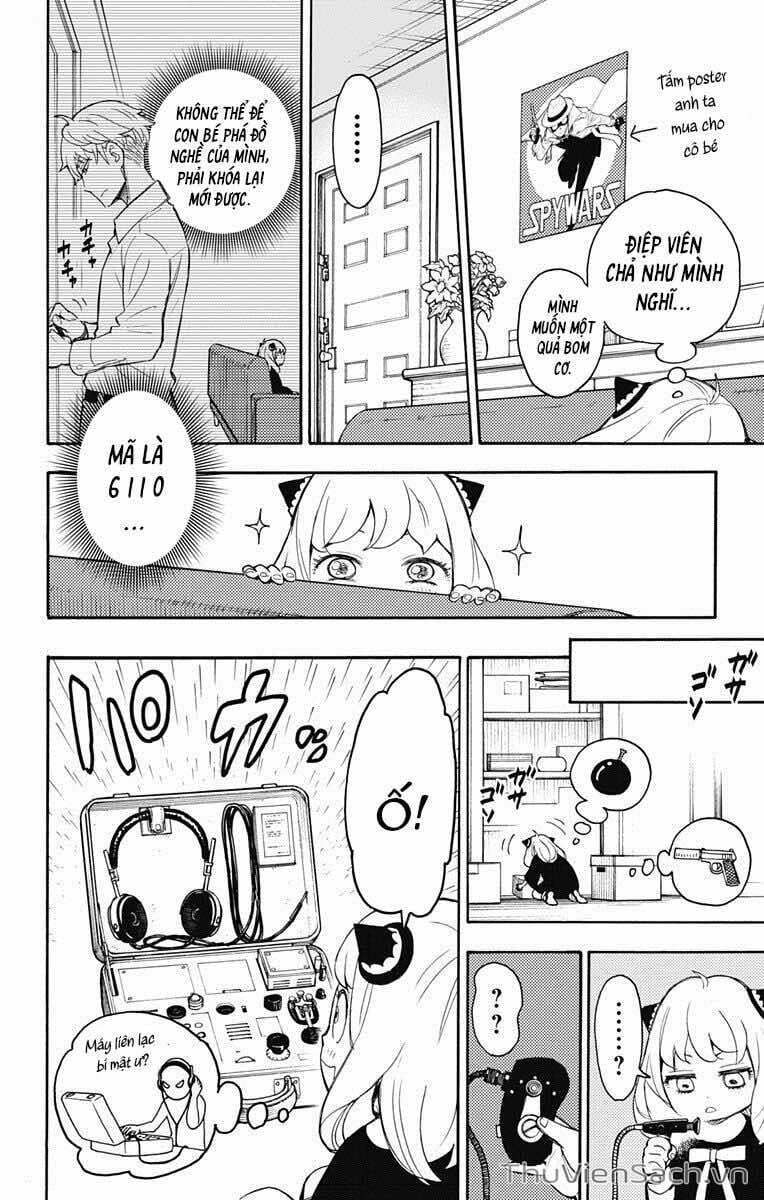 Tấm poster
anh ta
mua cho
cô bé
SPYWARS
ĐIỆP VIÊN
CHẢ NHƯ MÌNH
NGHĨ...
MÌNH
MUỐN MỘT
QUẢ BOM
CƠ.
......
KHÔNG THỂ ĐỂ
CON BÉ PHÁ ĐỒ
NGHỀ CỦA MÌNH,
PHẢI KHÓA LẠI
MỚI ĐƯỢC.
カチャ
カチャ
MÃ LÀ
6110
...
ガサ
ゴソ
ガサ
ゴソ
パカッ
Ố!
Máy liên lạc
bí mật ư?
......?
??
ThuVienSach.vn